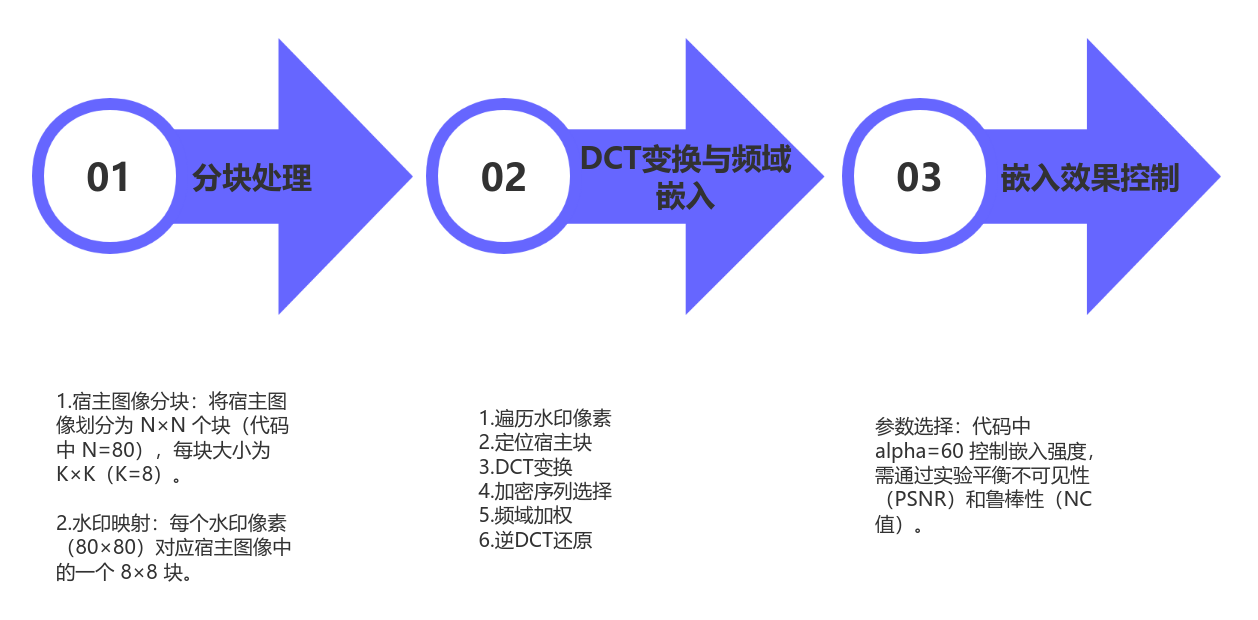 01
分块处理
02
DCT变换与频域
嵌入
03
嵌入效果控制
1.宿主图像分块：将宿主图
像划分为 N×N 个块（代码
中 N=80），每块大小为
K×K（K=8）。
2.水印映射：每个水印像素
（80×80）对应宿主图像中
的一个 8×8 块。
1.遍历水印像素
2.定位宿主块
3.DCT变换
4.加密序列选择
5.频域加权
6.逆DCT还原
参数选择：代码中
alpha=60 控制嵌入强度，
需通过实验平衡不可见性
（PSNR）和鲁棒性（NC
值）。